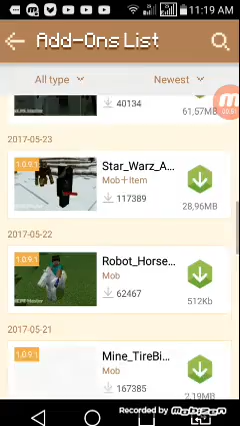 11:19 AM
Add-Ons List
All type Newest
40134
61,57MB
2017-05-23
1.0.9.1
Star_Warz_A...
Mob+Item
117389
28,96MB
2017-05-22
1.0.9.1
Robot_Horse...
Mob
62467
512Kb
2017-05-21
1.0.9.1
Mine_TireBi...
Mob
167385
2,19MB
Recorded by Mobizen